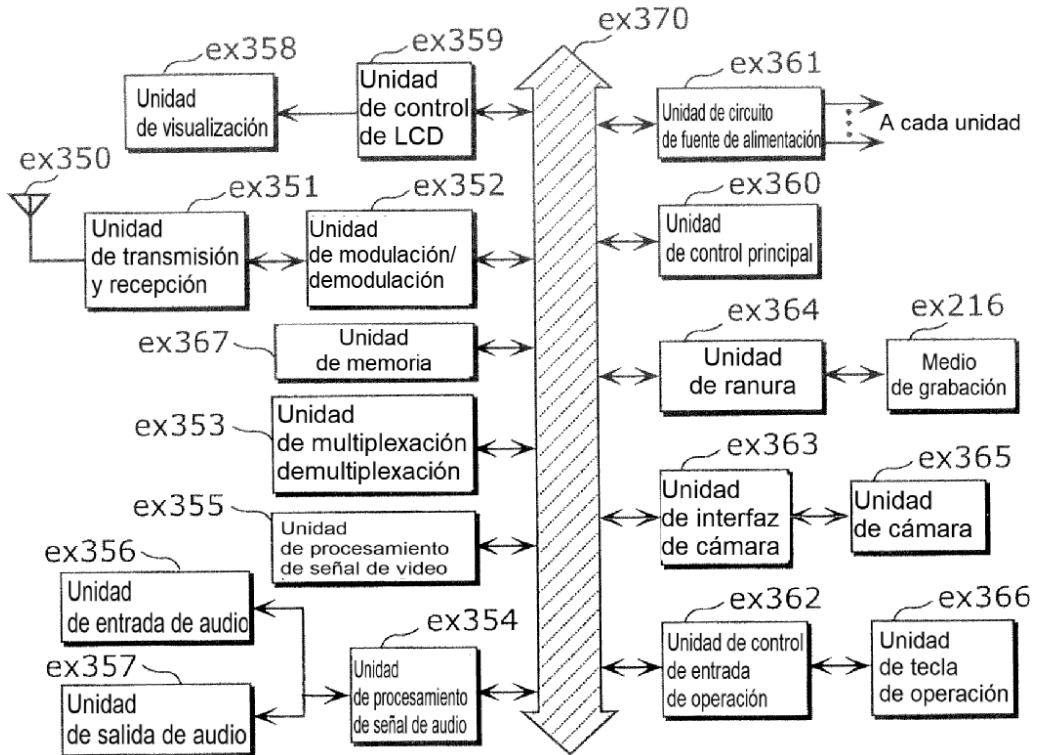 ex370
ex358
ex359
ex361
Unidad
de visualización
Unidad
de control
de LCD
Unidad de circuito
de fuente de alimentación
A cada unidad
ex350
ex351
ex352
ex360
Unidad
de transmisión
y recepción
Unidad
de modulación/
demodulación
Unidad
de control principal
ex367
Unidad
de memoria
ex364
ex216
Unidad
de ranura
Medio
de grabación
ex353
Unidad
de multiplexación
demultiplexación
ex363
ex365
Unidad
de interfaz
de cámara
Unidad
de cámara
ex355
Unidad
de procesamiento
de señal de video
ex356
Unidad
de entrada de audio
ex354
ex362
ex366
Unidad
de procesamiento
de señal de audio
Unidad de control
de entrada
de operación
Unidad
de tecla
de operación
ex357
Unidad
de salida de audio